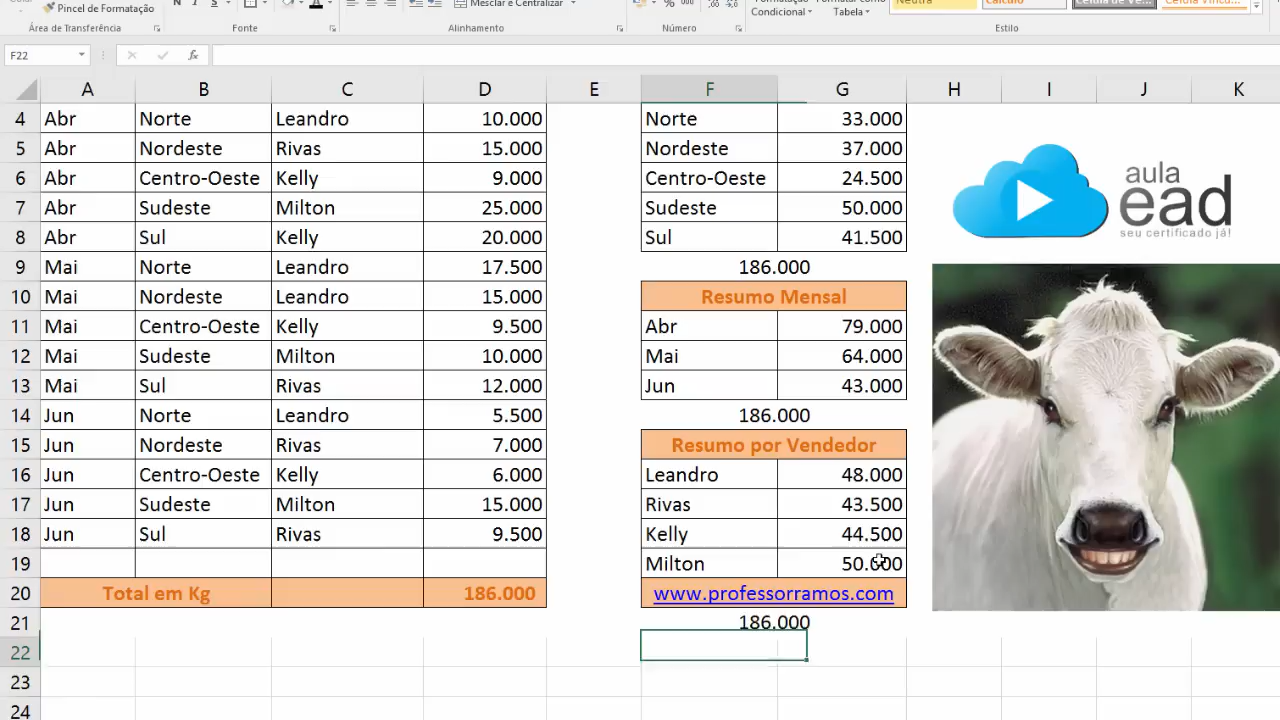 Pincel de Formatação
N I S
Mesclar e Centralizar
% 000
Formatação Formatar como
Condicional Tabela
Neutra Cálculo Célula de Ve... Célula Vincu...
Área de Transferência Fonte Alinhamento Número Estilo
F22 fx
A B C D E F G H I J K
4 Abr Norte Leandro 10.000 Norte 33.000
5 Abr Nordeste Rivas 15.000 Nordeste 37.000
6 Abr Centro-Oeste Kelly 9.000 Centro-Oeste 24.500
7 Abr Sudeste Milton 25.000 Sudeste 50.000
8 Abr Sul Kelly 20.000 Sul 41.500
9 Mai Norte Leandro 17.500 186.000
10 Mai Nordeste Leandro 15.000 Resumo Mensal
11 Mai Centro-Oeste Kelly 9.500 Abr 79.000
12 Mai Sudeste Milton 10.000 Mai 64.000
13 Mai Sul Rivas 12.000 Jun 43.000
14 Jun Norte Leandro 5.500 186.000
15 Jun Nordeste Rivas 7.000 Resumo por Vendedor
16 Jun Centro-Oeste Kelly 6.000 Leandro 48.000
17 Jun Sudeste Milton 15.000 Rivas 43.500
18 Jun Sul Rivas 9.500 Kelly 44.500
19 Milton 50.000
20 Total em Kg 186.000 www.professorramos.com
21 186.000
22
23
24
aula
ead
seu certificado já!